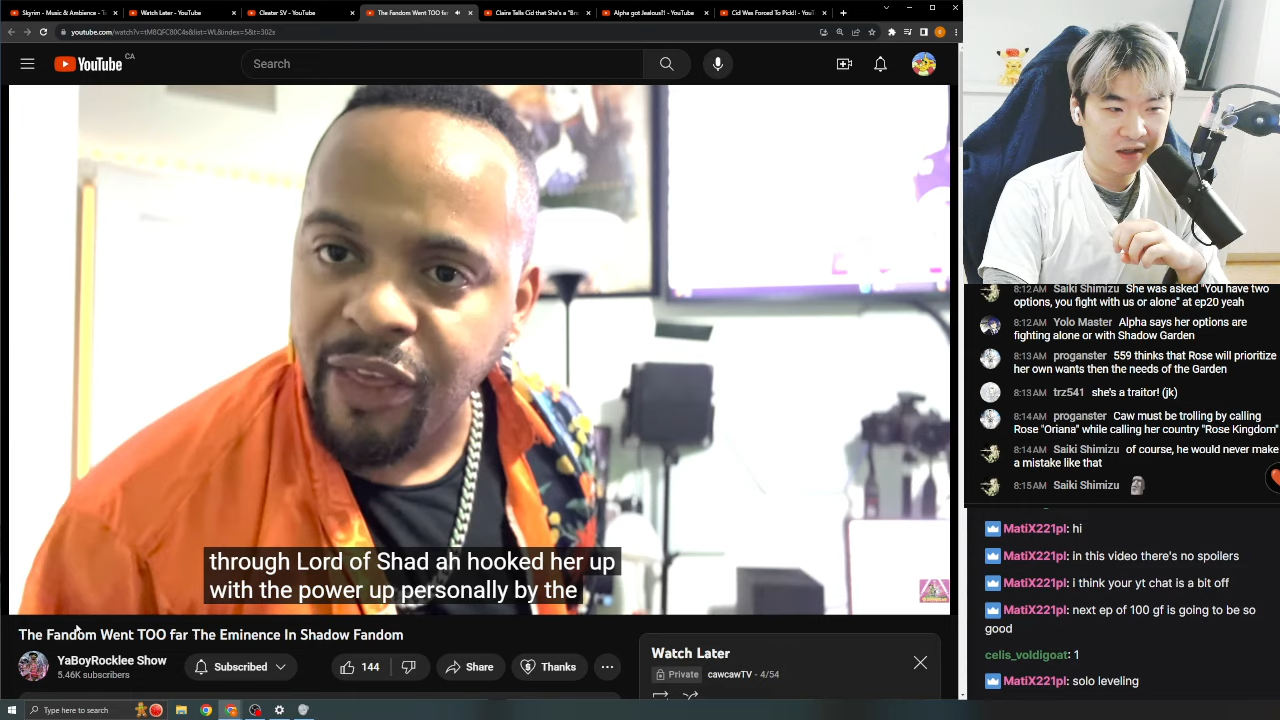 Skyrim - Music & Ambience - T
Watch Later - YouTube
Cleater SV - YouTube
The Fandom Went TOO far
Claire Tells Cid that She's a "Bro
Alpha got Jealous?! - YouTube
Cid Was Forced To Pick!! - YouT
youtube.com/watch?v=tM8QFC80C4s&list=WL&index=5&t=302s
YouTube CA
Search
through Lord of Shad ah hooked her up
with the power up personally by the
The Fandom Went TOO far The Eminence In Shadow Fandom
YaBoyRocklee Show
5.46K subscribers
Subscribed
144
Share
Thanks
Watch Later
Private
cawcawTV - 4/54
8:12 AM Saiki Shimizu She was asked "You have two
options, you fight with us or alone" at ep20 yeah
8:12 AM Yolo Master Alpha says her options are
fighting alone or with Shadow Garden
8:13 AM proganster 559 thinks that Rose will prioritize
her own wants then the needs of the Garden
8:13 AM trz541 she's a traitor! (jk)
8:14 AM proganster Caw must be trolling by calling
Rose "Oriana" while calling her country "Rose Kingdom"
8:14 AM Saiki Shimizu of course, he would never make
a mistake like that
8:15 AM Saiki Shimizu
MatiX221pl: hi
MatiX221pl: in this video there's no spoilers
MatiX221pl: i think your yt chat is a bit off
MatiX221pl: next ep of 100 gf is going to be so
good
celis_voldigoat: 1
MatiX221pl: solo leveling
Type here to search